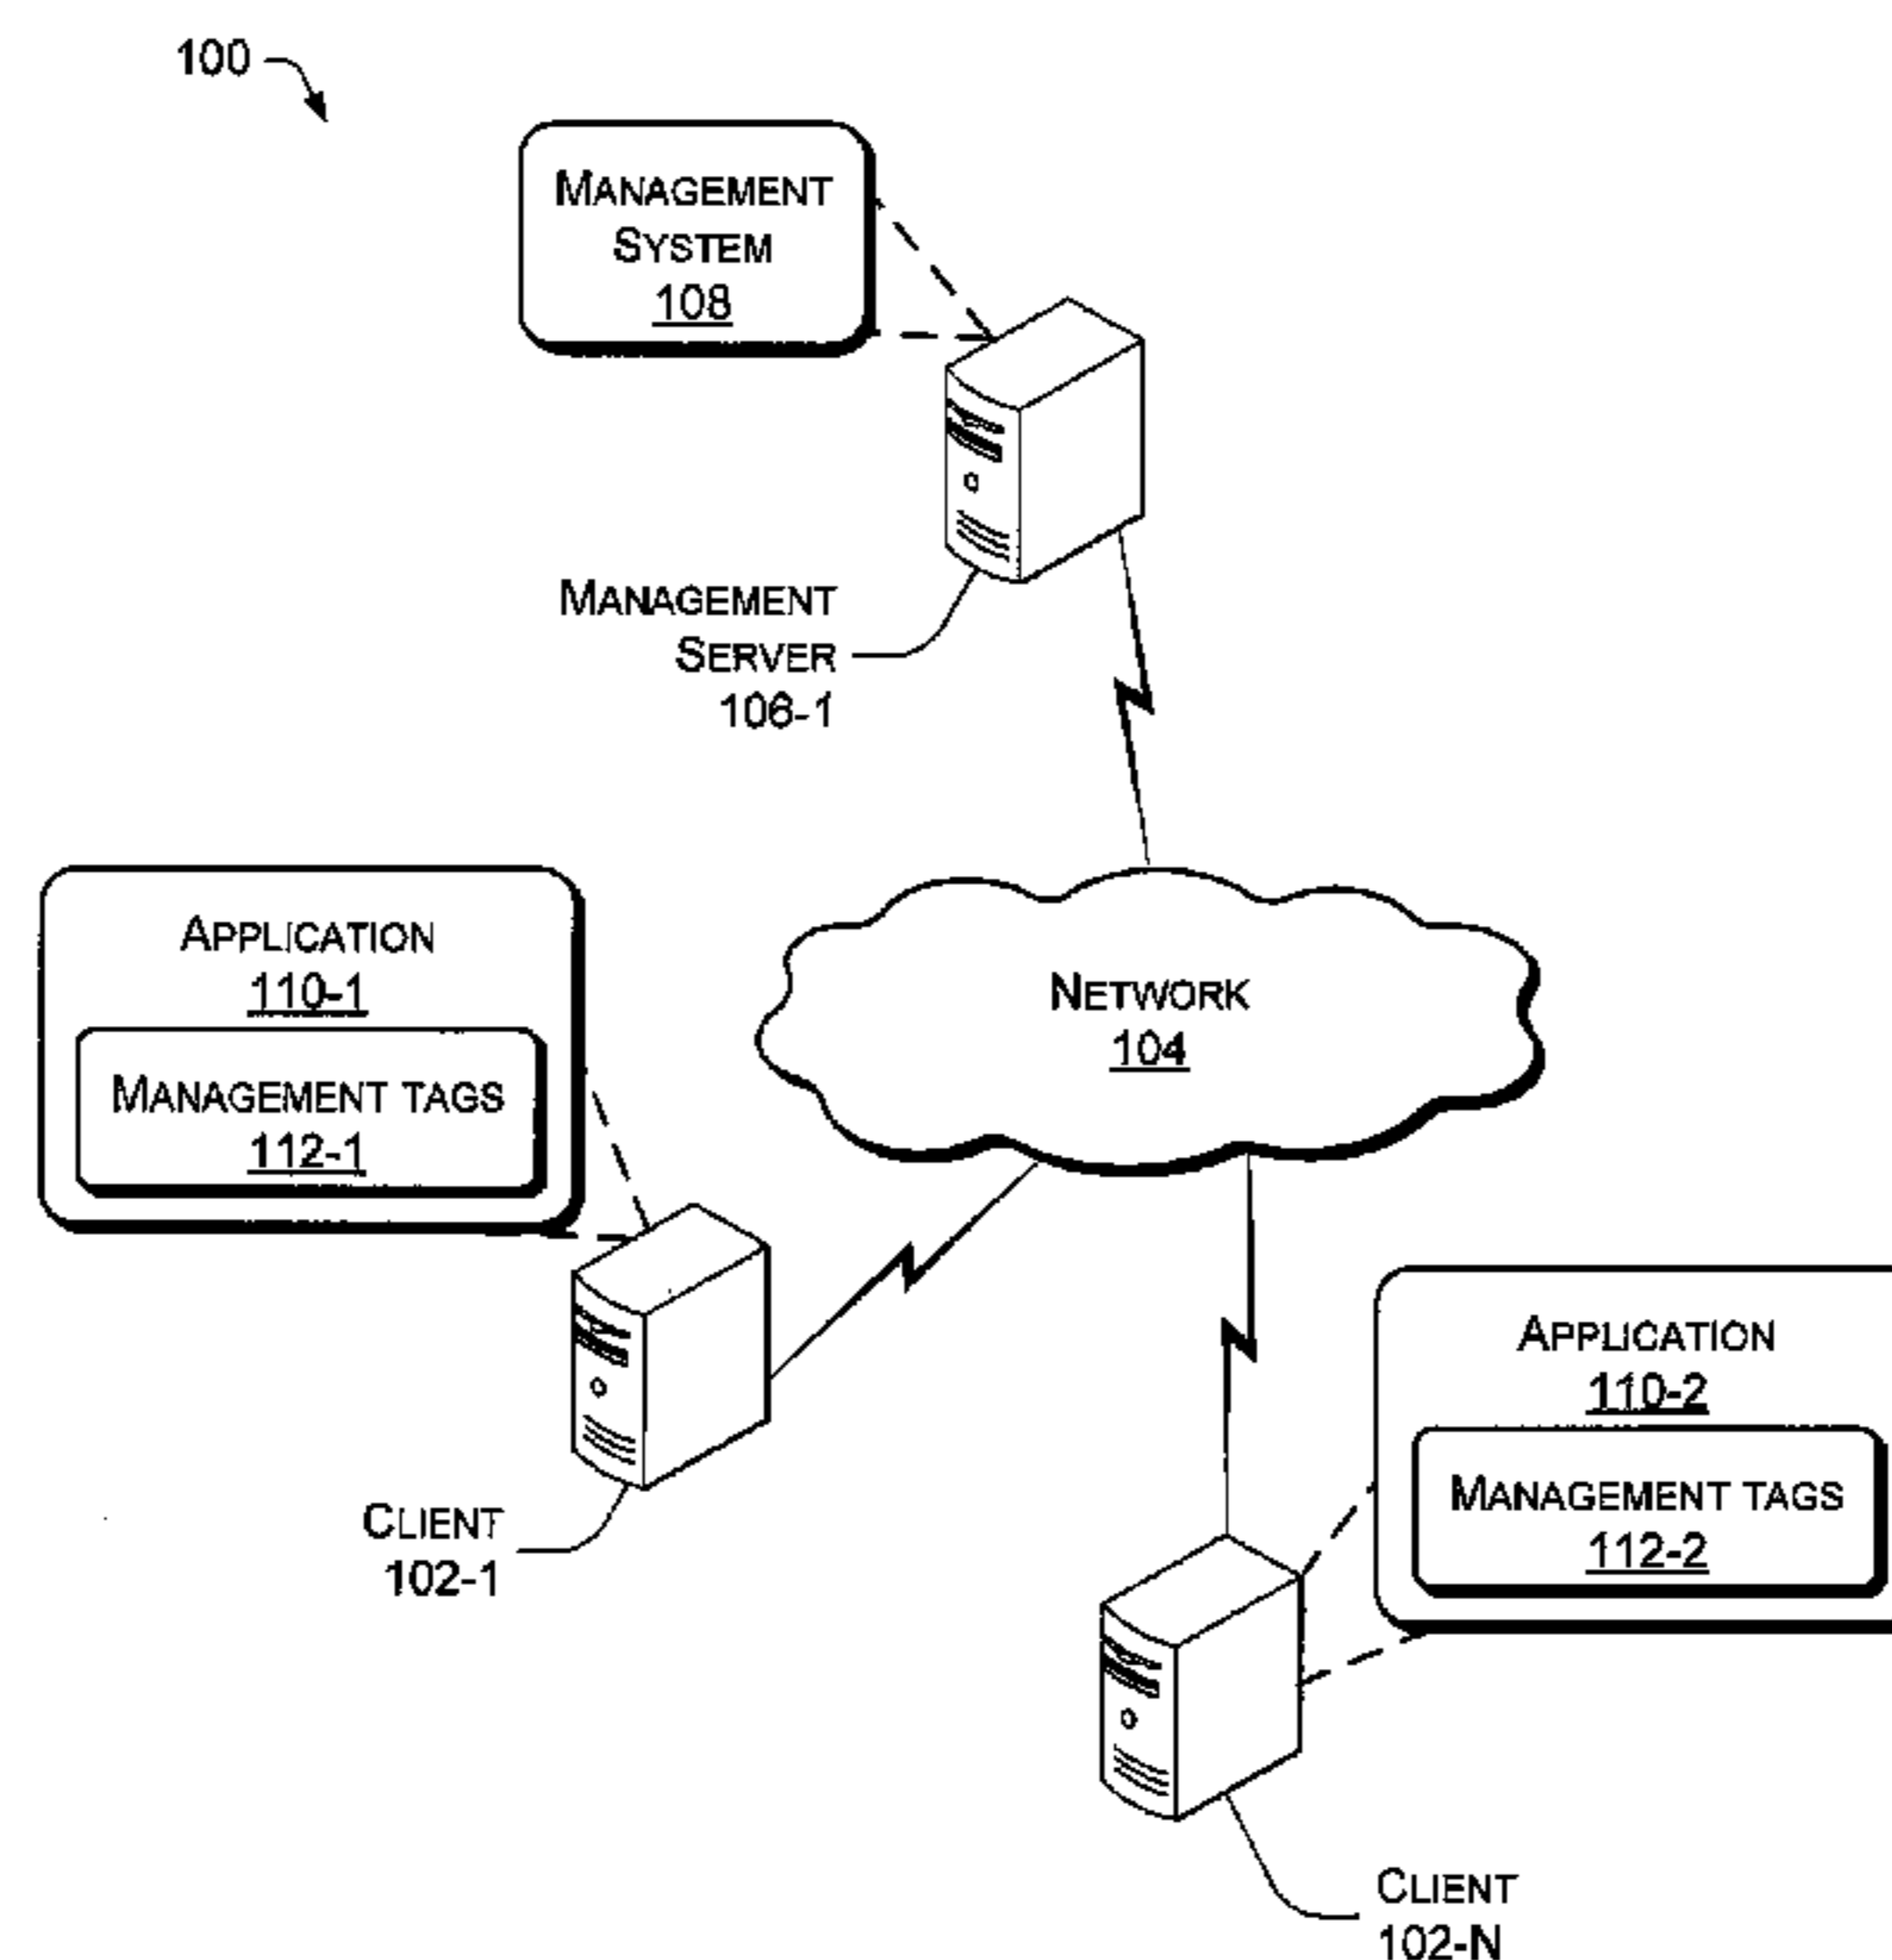 100
MANAGEMENT
SYSTEM
108
MANAGEMENT
SERVER
106-1
APPLICATION
110-1
MANAGEMENT TAGS
112-1
NETWORK
104
CLIENT
102-1
APPLICATION
110-2
MANAGEMENT TAGS
112-2
CLIENT
102-N